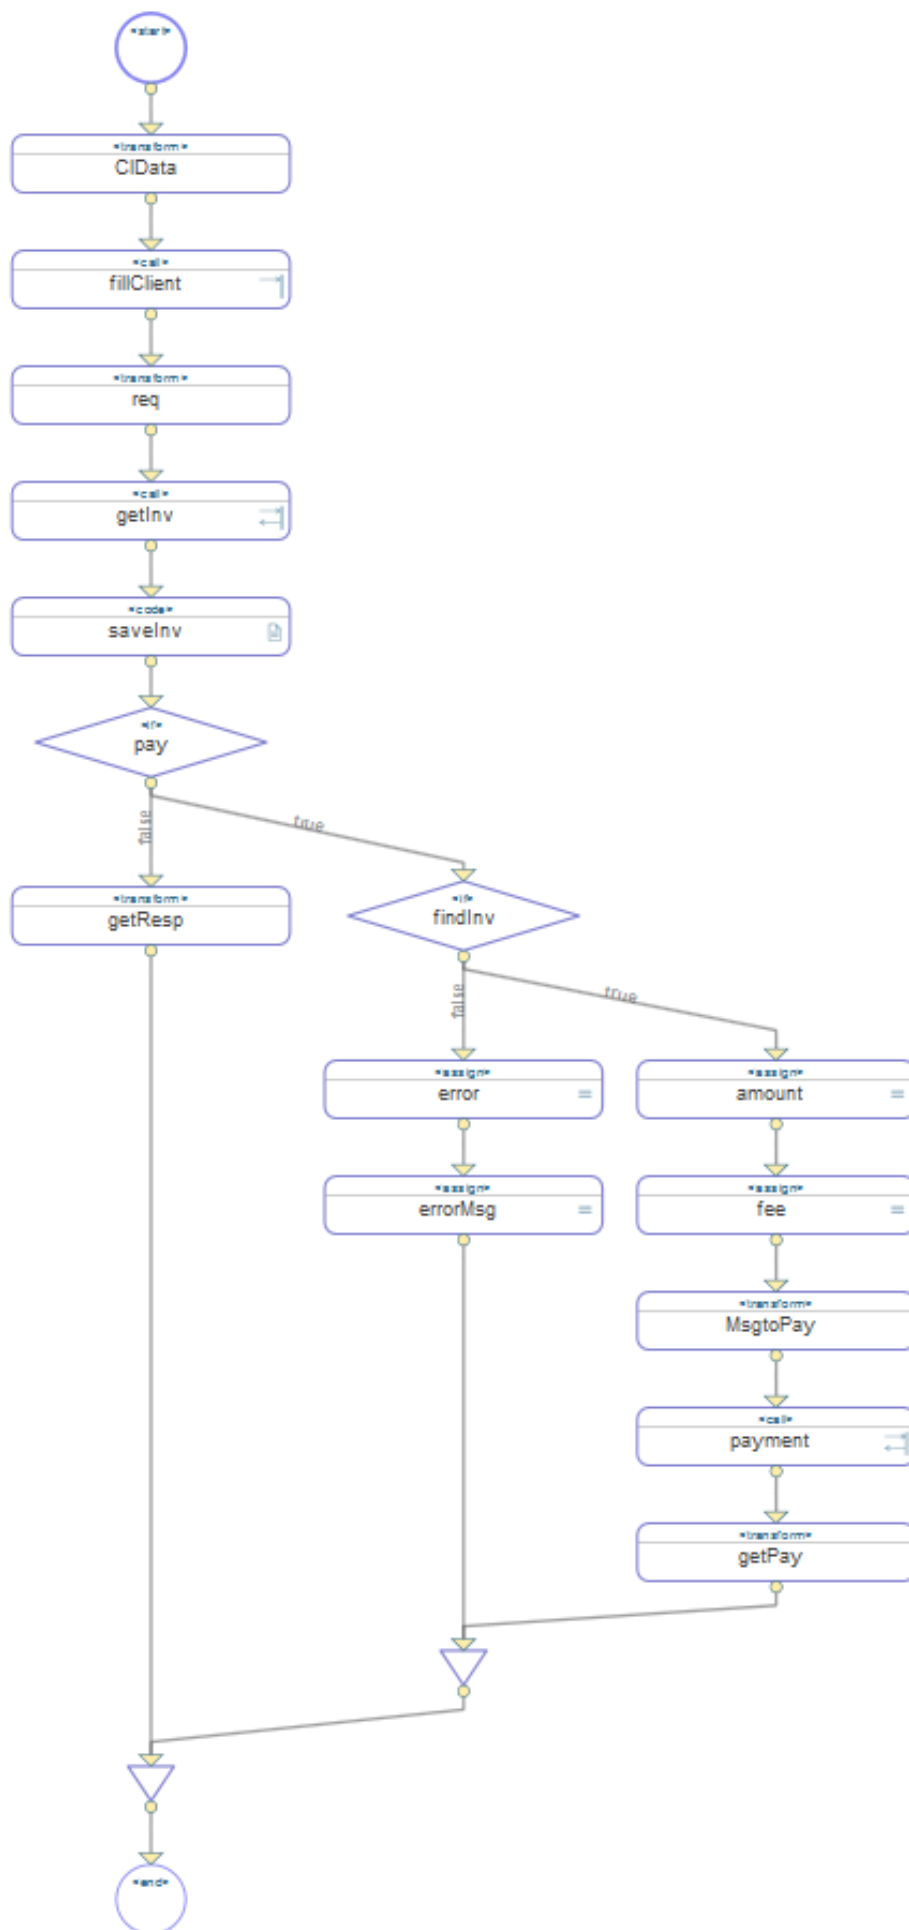 «start»
«transform»
ClData
«call»
fillClient
«transform»
req
«call»
getInv
«code»
saveInv
«if»
pay
false
true
«transform»
getResp
«if»
findInv
false
true
«assign»
error
«assign»
amount
«assign»
errorMsg
«assign»
fee
«transform»
MsgtoPay
«call»
payment
«transform»
getPay
«end»